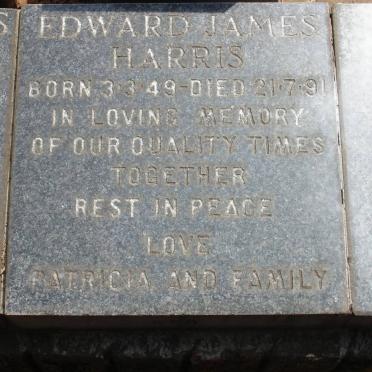 EDWARD JAMES
HARRIS
BORN 3·3·49-DIED 21·7·91
IN LOVING MEMORY
OF OUR QUALITY TIMES
TOGETHER
REST IN PEACE
LOVE
PATRICIA AND FAMILY